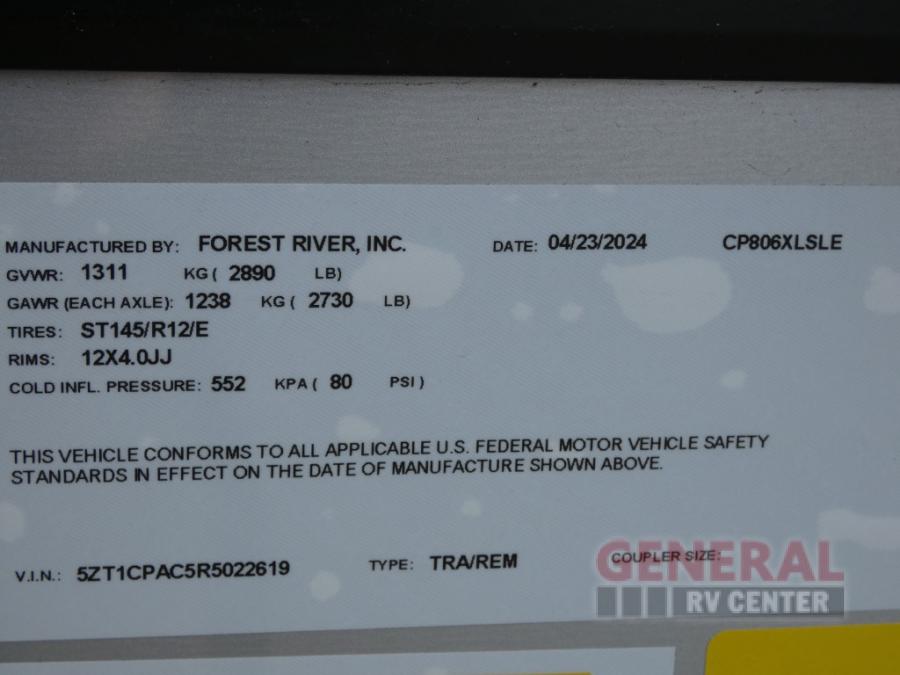 MANUFACTURED BY: FOREST RIVER, INC. DATE: 04/23/2024 CP806XLSLE
GVWR: 1311 KG ( 2890 LB)
GAWR (EACH AXLE): 1238 KG ( 2730 LB)
TIRES: ST145/R12/E
RIMS: 12X4.0JJ
COLD INFL. PRESSURE: 552 KPA ( 80 PSI )
THIS VEHICLE CONFORMS TO ALL APPLICABLE U.S. FEDERAL MOTOR VEHICLE SAFETY
STANDARDS IN EFFECT ON THE DATE OF MANUFACTURE SHOWN ABOVE.
V.I.N.: 5ZT1CPAC5R5022619 TYPE: TRA/REM COUPLER SIZE:
GENERAL
RV CENTER